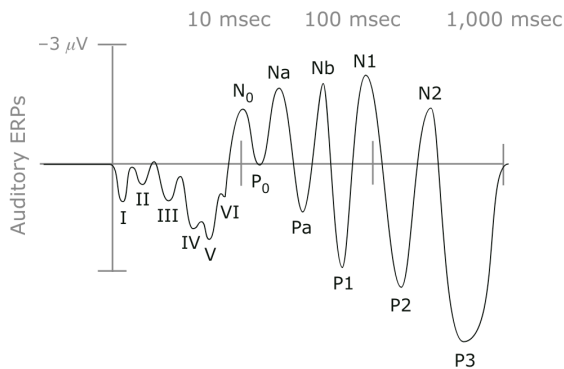 10 msec
100 msec
1,000 msec
−3 μV
Auditory ERPs
I
II
III
IV
V
VI
N0
P0
Na
Pa
Nb
P1
N1
P2
N2
P3